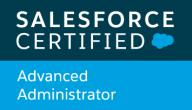 SALESFORCE
CERTIFIED
Advanced
Administrator